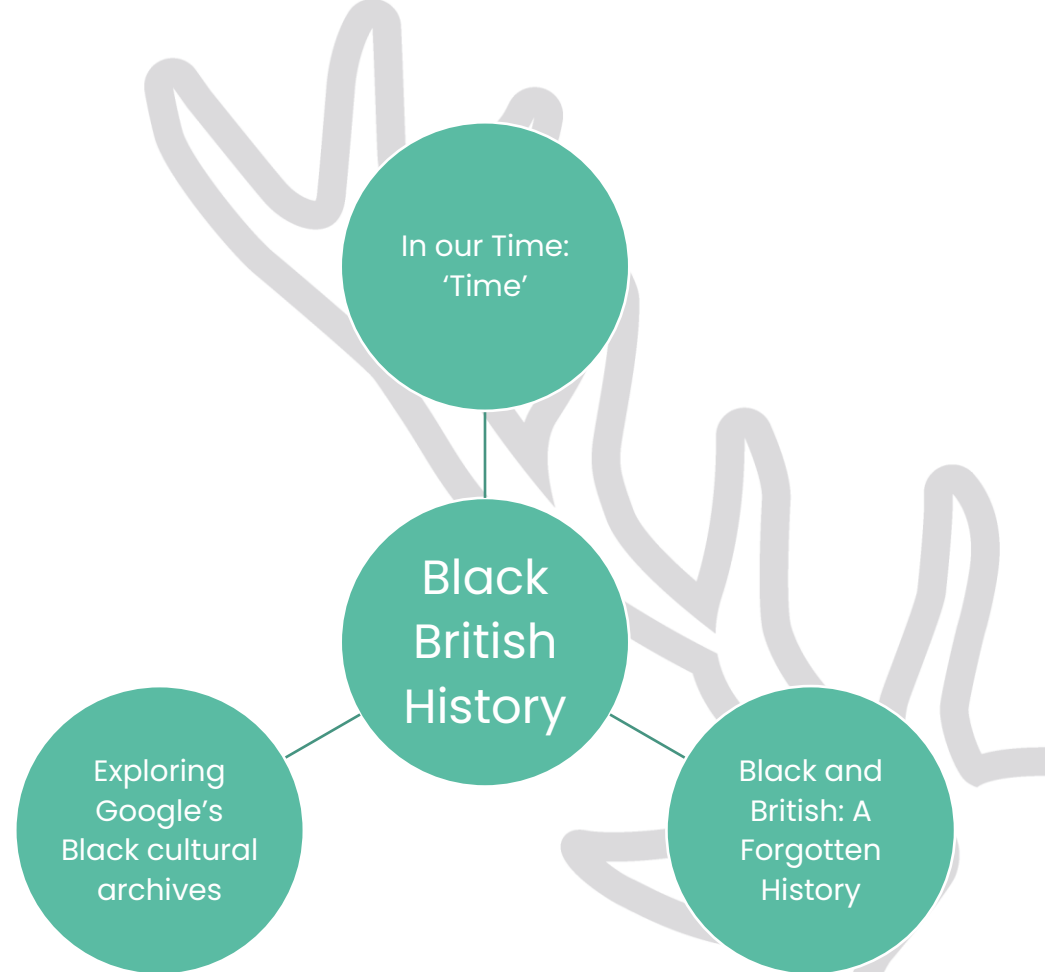 In our Time:
‘Time’
Black
British
History
Exploring
Google’s
Black cultural
archives
Black and
British: A
Forgotten
History